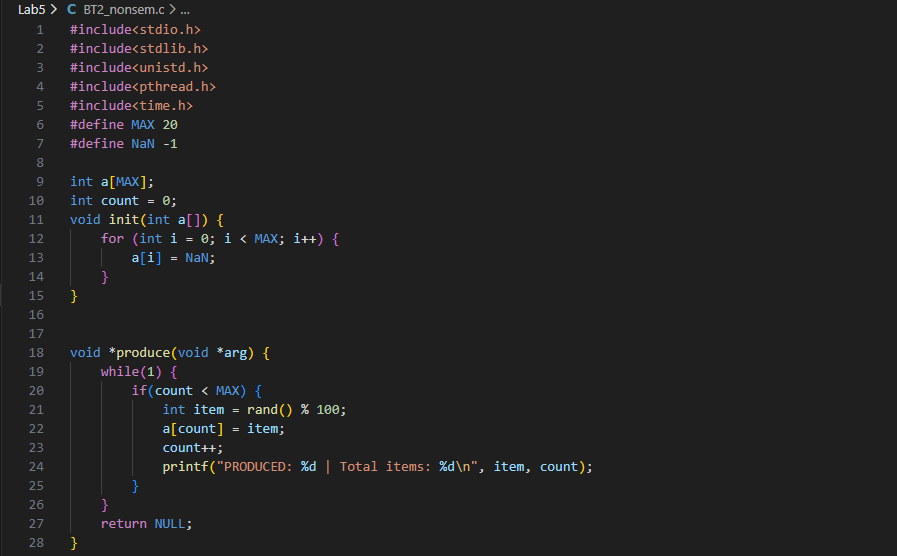 Lab5 > C BT2_nonsem.c > ...
1 #include<stdio.h>
2 #include<stdlib.h>
3 #include<unistd.h>
4 #include<pthread.h>
5 #include<time.h>
6 #define MAX 20
7 #define NaN -1
8
9 int a[MAX];
10 int count = 0;
11 void init(int a[]) {
12     for (int i = 0; i < MAX; i++) {
13         a[i] = NaN;
14     }
15 }
16
17
18 void *produce(void *arg) {
19     while(1) {
20         if(count < MAX) {
21             int item = rand() % 100;
22             a[count] = item;
23             count++;
24             printf("PRODUCED: %d | Total items: %d\n", item, count);
25         }
26     }
27     return NULL;
28 }